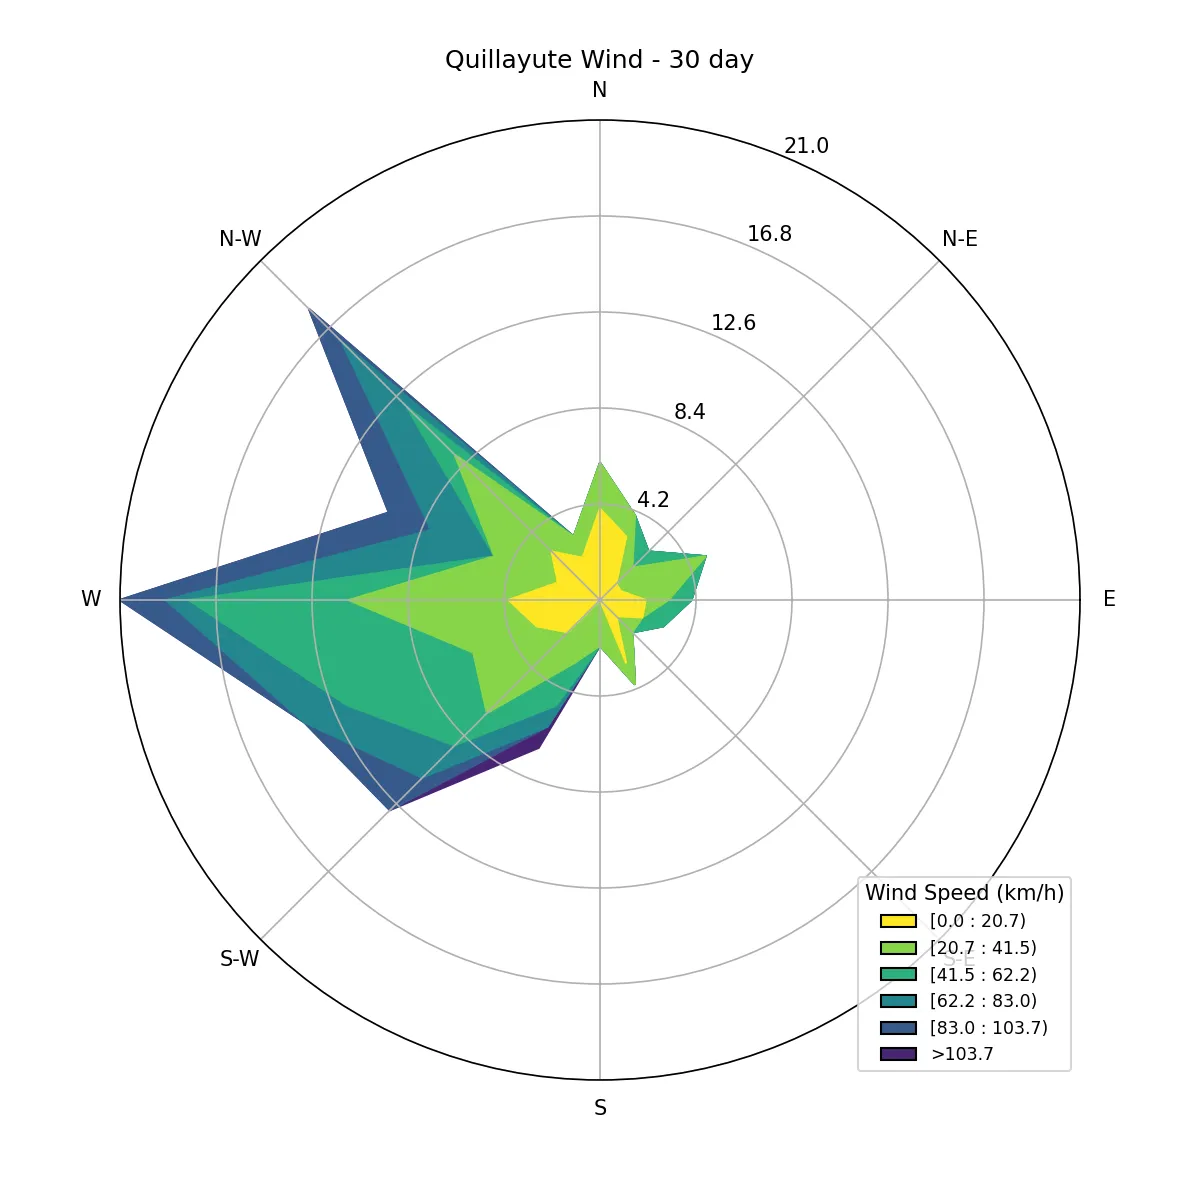 Quillayute Wind - 30 day
N
21.0
N-W
16.8
N-E
12.6
8.4
4.2
W
E
S-W
S-E
S
Wind Speed (km/h)
[0.0 : 20.7)
[20.7 : 41.5)
[41.5 : 62.2)
[62.2 : 83.0)
[83.0 : 103.7)
>103.7